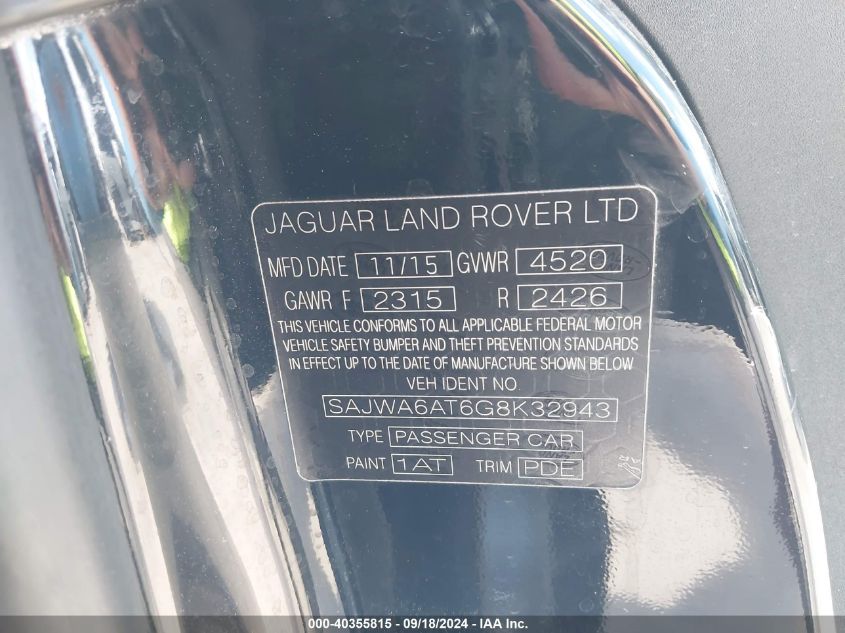 JAGUAR LAND ROVER LTD
MFD DATE 11/15 GVWR 4520
GAWR F 2315 R 2426
THIS VEHICLE CONFORMS TO ALL APPLICABLE FEDERAL MOTOR
VEHICLE SAFETY BUMPER AND THEFT PREVENTION STANDARDS
IN EFFECT UP TO THE DATE OF MANUFACTURE SHOWN BELOW
VEH IDENT NO.
SAJWA6AT6G8K32943
TYPE PASSENGER CAR
PAINT 1AT TRIM PDE
000-40355815 - 09/18/2024 - IAA Inc.